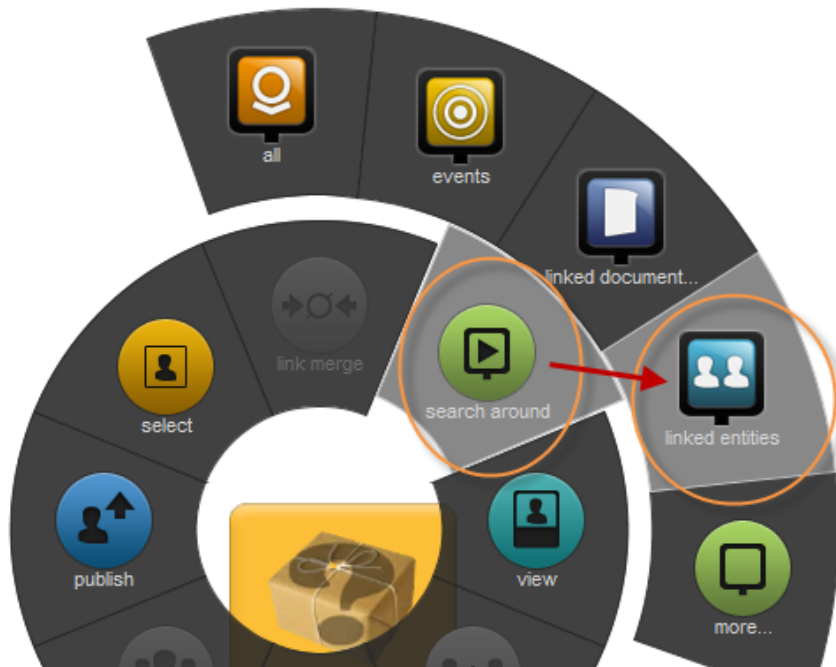 all
events
linked document...
link merge
search around
select
linked entities
publish
view
more...